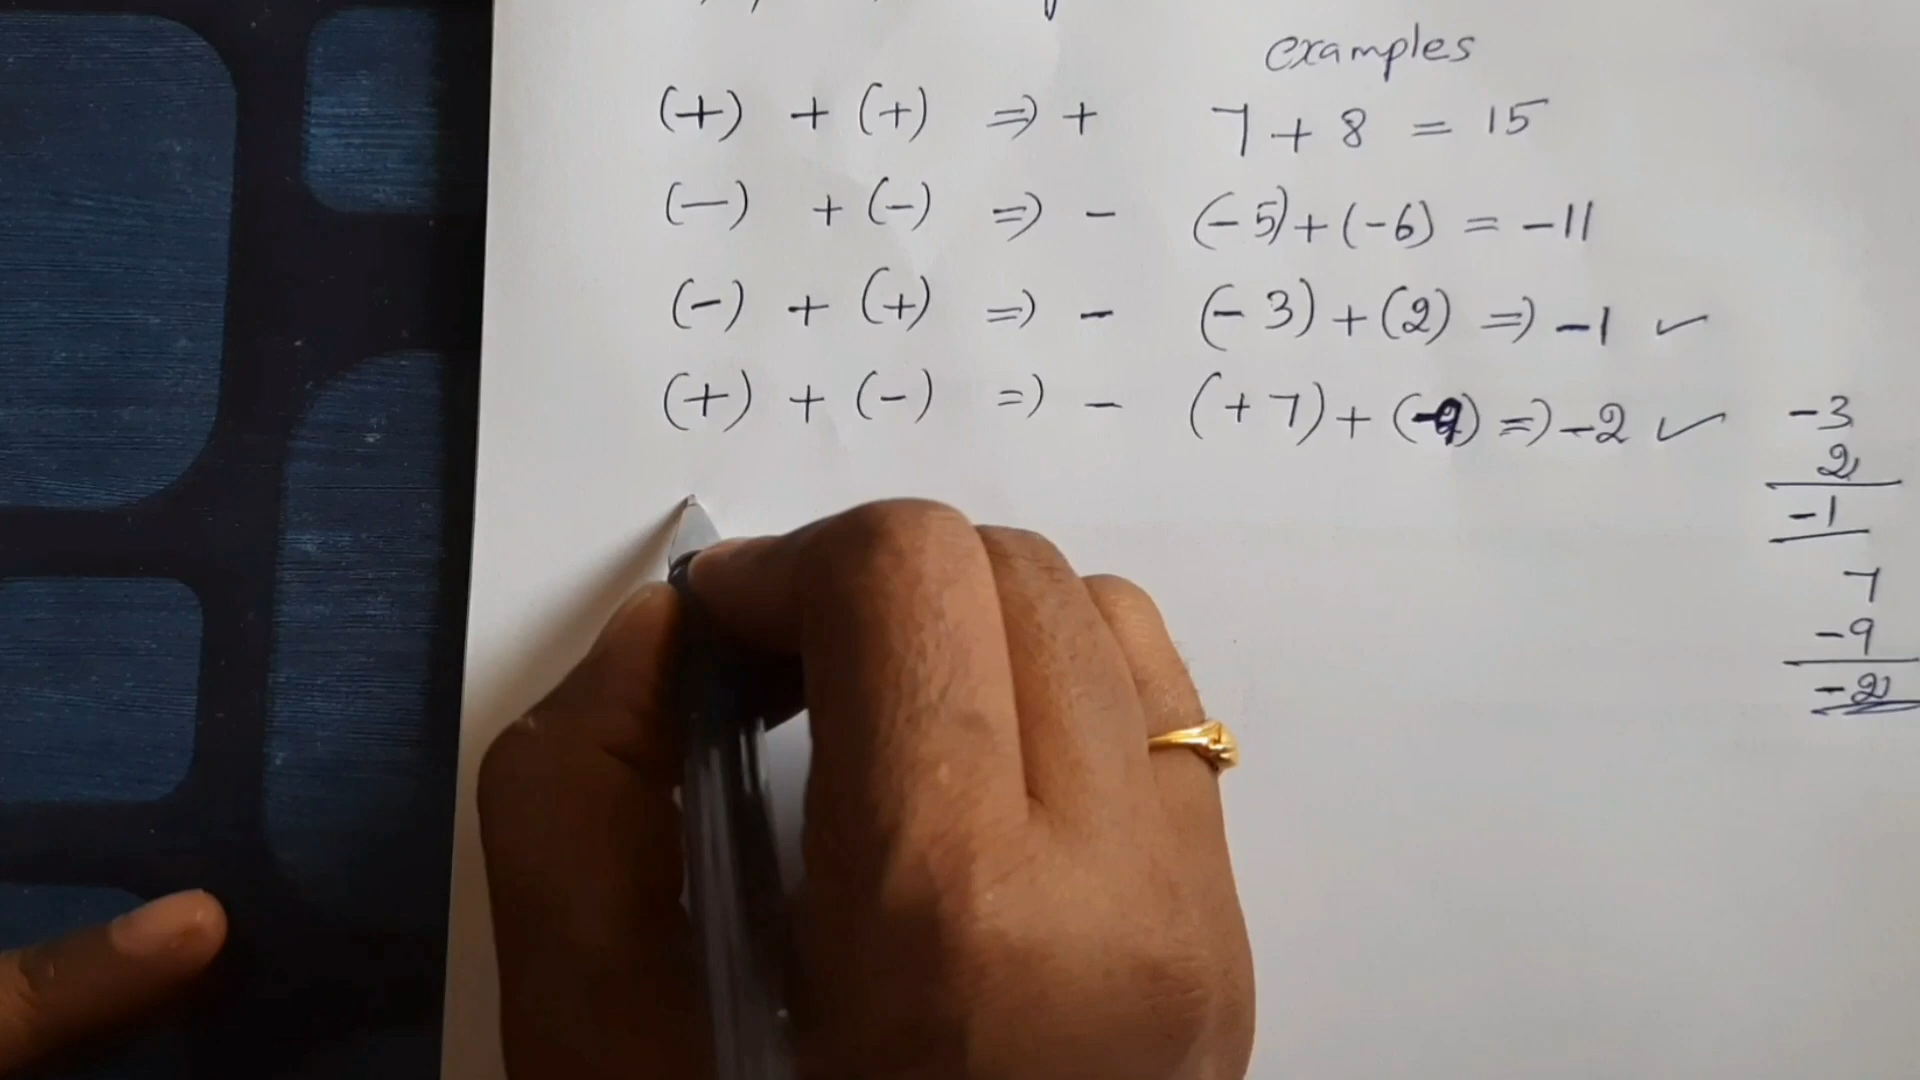 examples
(+) + (+) ⇒ + 7 + 8 = 15
(-) + (-) ⇒ - (-5) + (-6) = -11
(-) + (+) ⇒ - (-3) + (2) ⇒ -1 ✓
(+) + (-) ⇒ - (+7) + (-9) ⇒ -2 ✓
-3
2
-1
7
-9
-2